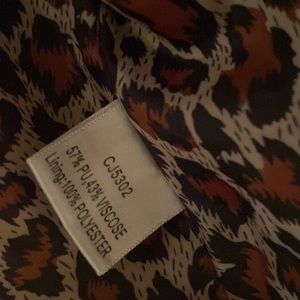 CJ5302
57% PU 43% VISCOSE
Lining:100% POLYESTER